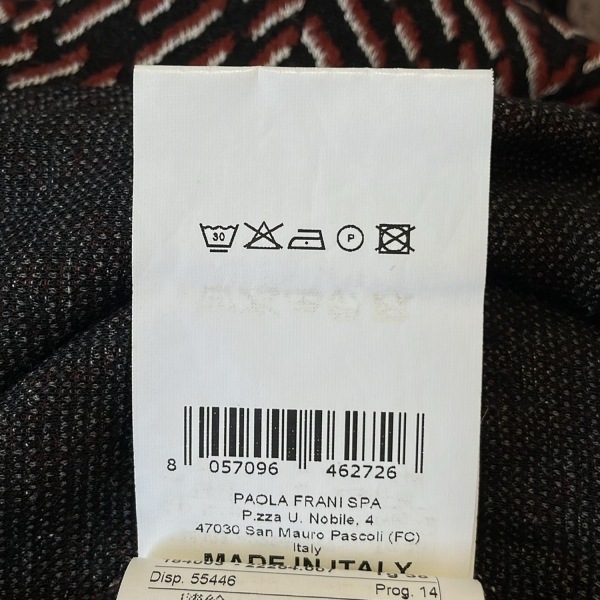 30
P
8 057096 462726
PAOLA FRANI SPA
P.zza U. Nobile, 4
47030 San Mauro Pascoli (FC)
Italy
MADE IN ITALY
Disp. 55446 Prog. 14